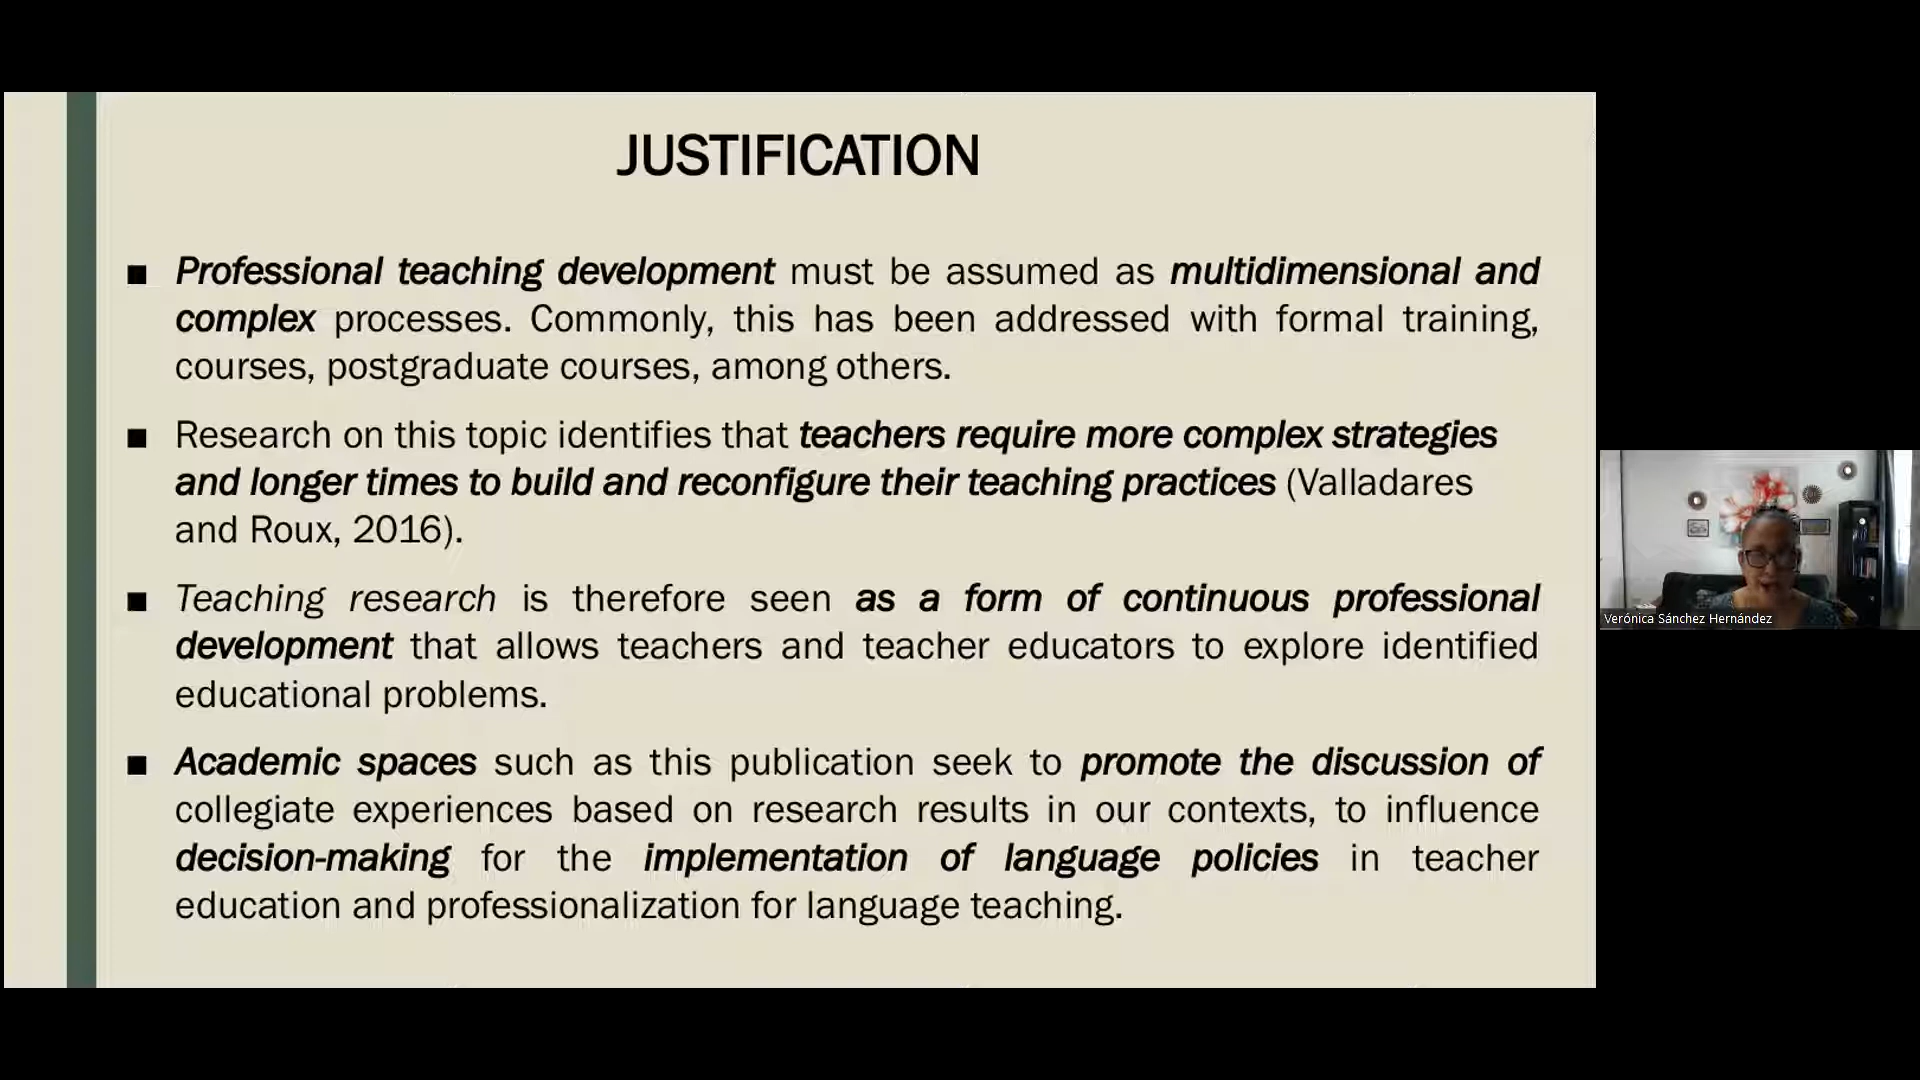 JUSTIFICATION
■ Professional teaching development must be assumed as multidimensional and
complex processes. Commonly, this has been addressed with formal training,
courses, postgraduate courses, among others.
■ Research on this topic identifies that teachers require more complex strategies
and longer times to build and reconfigure their teaching practices (Valladares
and Roux, 2016).
■ Teaching research is therefore seen as a form of continuous professional
development that allows teachers and teacher educators to explore identified
educational problems.
■ Academic spaces such as this publication seek to promote the discussion of
collegiate experiences based on research results in our contexts, to influence
decision-making for the implementation of language policies in teacher
education and professionalization for language teaching.
Verónica Sánchez Hernández